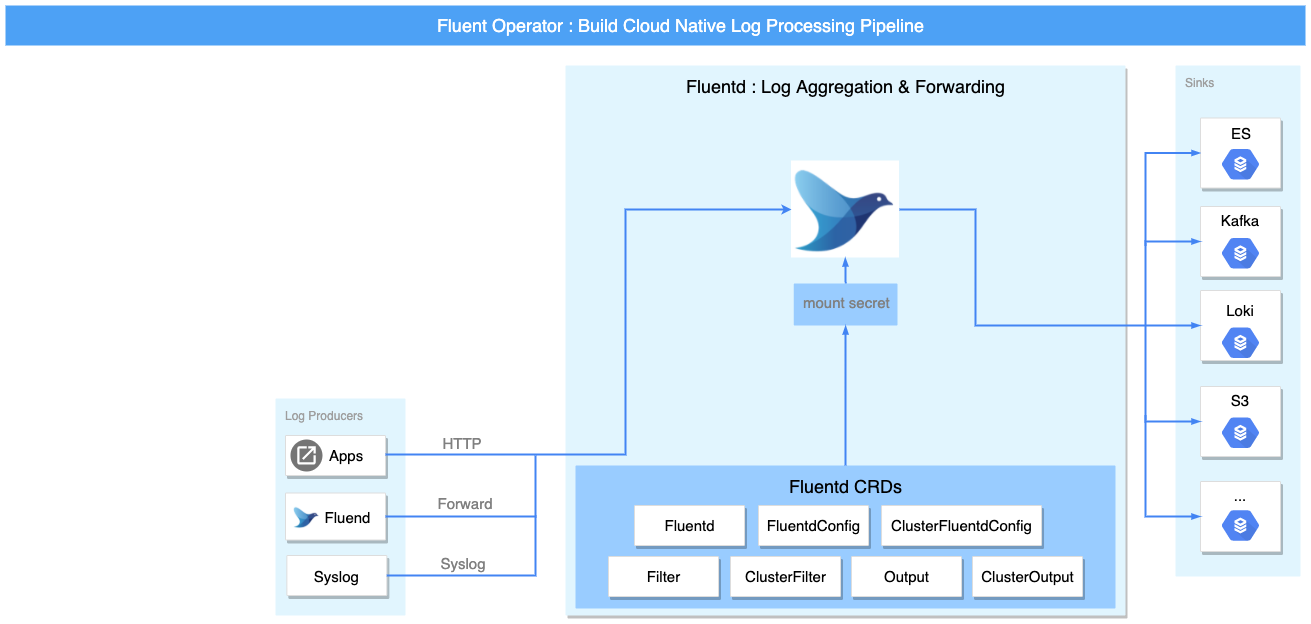 Fluent Operator : Build Cloud Native Log Processing Pipeline
Fluentd : Log Aggregation & Forwarding
mount secret
Log Producers
Apps
Fluend
Syslog
HTTP
Forward
Syslog
Fluentd CRDs
Fluentd
FluentdConfig
ClusterFluentdConfig
Filter
ClusterFilter
Output
ClusterOutput
Sinks
ES
Kafka
Loki
S3
...